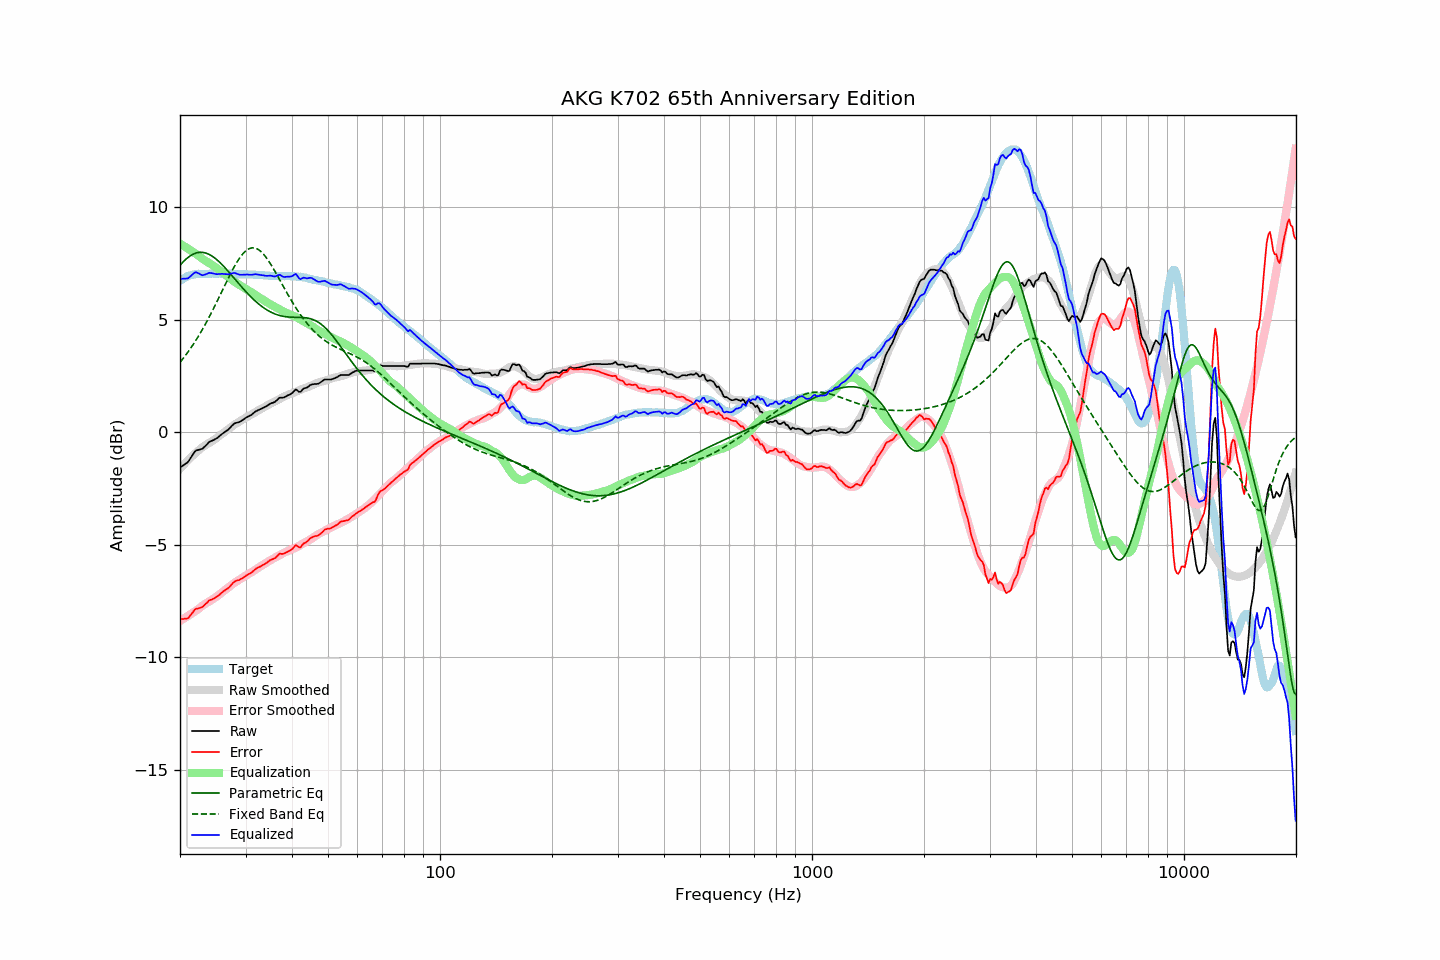 AKG K702 65th Anniversary Edition
Amplitude (dBr)
10
5
0
−5
−10
−15
Target
Raw Smoothed
Error Smoothed
Raw
Error
Equalization
Parametric Eq
Fixed Band Eq
Equalized
100
1000
10000
Frequency (Hz)